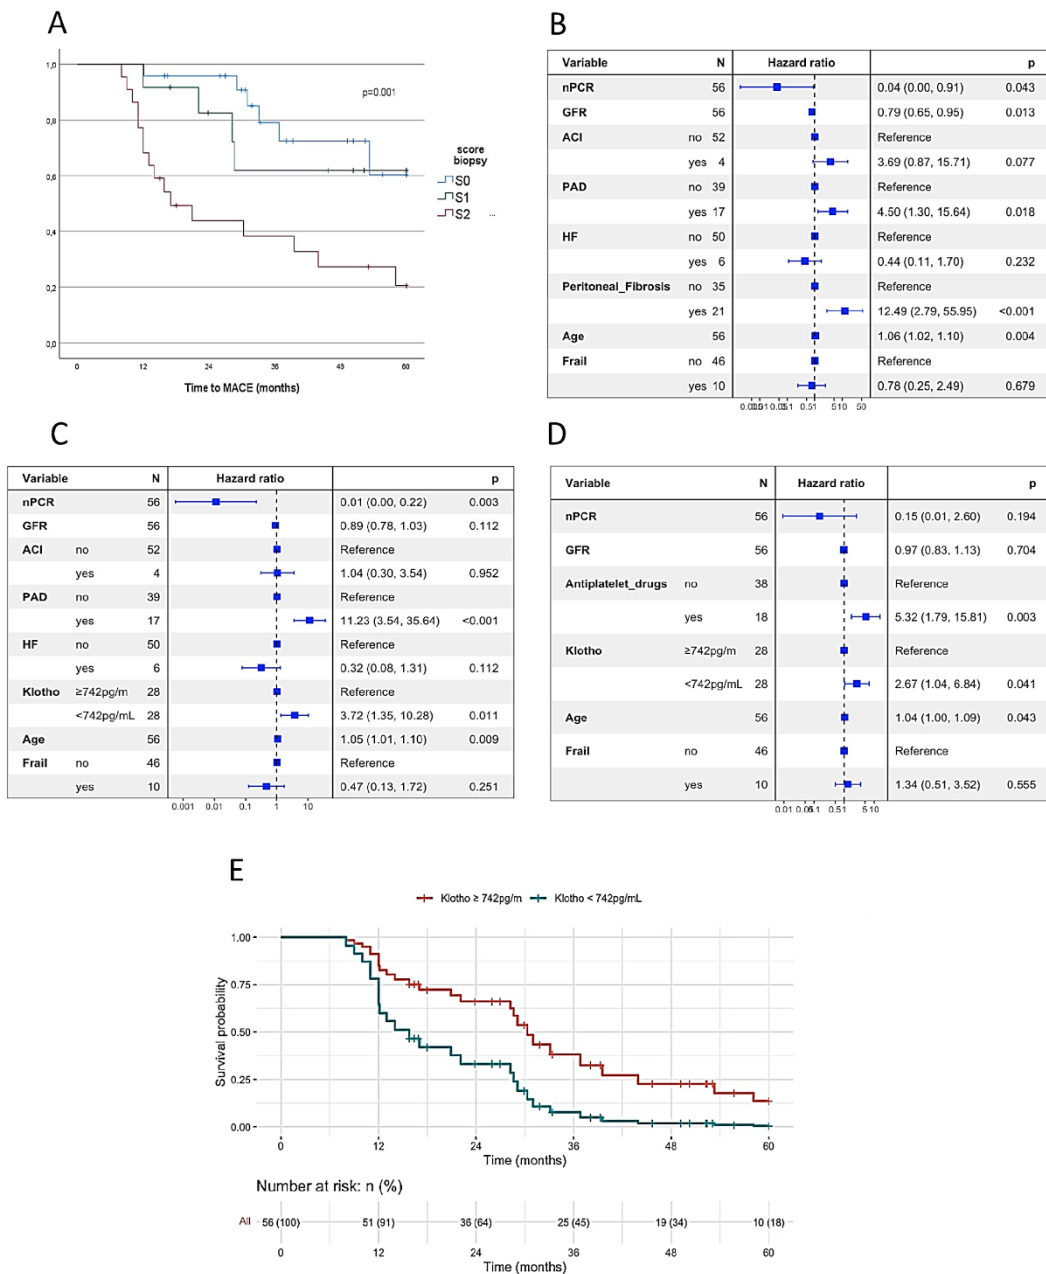 A
1,0
0,8
0,6
0,4
0,2
0,0
p=0.001
score
biopsy
S0
S1
S2
0 12 24 36 48 60
Time to MACE (months)
B
Variable N Hazard ratio p
nPCR 56 0.04 (0.00, 0.91) 0.043
GFR 56 0.79 (0.65, 0.95) 0.013
ACI no 52 Reference
yes 4 3.69 (0.87, 15.71) 0.077
PAD no 39 Reference
yes 17 4.50 (1.30, 15.64) 0.018
HF no 50 Reference
yes 6 0.44 (0.11, 1.70) 0.232
Peritoneal_Fibrosis no 35 Reference
yes 21 12.49 (2.79, 55.95) <0.001
Age 56 1.06 (1.02, 1.10) 0.004
Frail no 46 Reference
yes 10 0.78 (0.25, 2.49) 0.679
0.51 510 50
C
Variable N Hazard ratio p
nPCR 56 0.01 (0.00, 0.22) 0.003
GFR 56 0.89 (0.78, 1.03) 0.112
ACI no 52 Reference
yes 4 1.04 (0.30, 3.54) 0.952
PAD no 39 Reference
yes 17 11.23 (3.54, 35.64) <0.001
HF no 50 Reference
yes 6 0.32 (0.08, 1.31) 0.112
Klotho ≥742pg/m 28 Reference
<742pg/mL 28 3.72 (1.35, 10.28) 0.011
Age 56 1.05 (1.01, 1.10) 0.009
Frail no 46 Reference
yes 10 0.47 (0.13, 1.72) 0.251
0.001 0.01 0.1 1 10
D
Variable N Hazard ratio p
nPCR 56 0.15 (0.01, 2.60) 0.194
GFR 56 0.97 (0.83, 1.13) 0.704
Antiplatelet_drugs no 38 Reference
yes 18 5.32 (1.79, 15.81) 0.003
Klotho ≥742pg/m 28 Reference
<742pg/mL 28 2.67 (1.04, 6.84) 0.041
Age 56 1.04 (1.00, 1.09) 0.043
Frail no 46 Reference
yes 10 1.34 (0.51, 3.52) 0.555
0.01 0.51 510
E
Klotho ≥ 742pg/m Klotho < 742pg/mL
Survival probability
1.00
0.75
0.50
0.25
0.00
0 12 24 36 48 60
Time (months)
Number at risk: n (%)
All 56 (100) 51 (91) 36 (64) 25 (45) 19 (34) 10 (18)
0 12 24 36 48 60
Time (months)